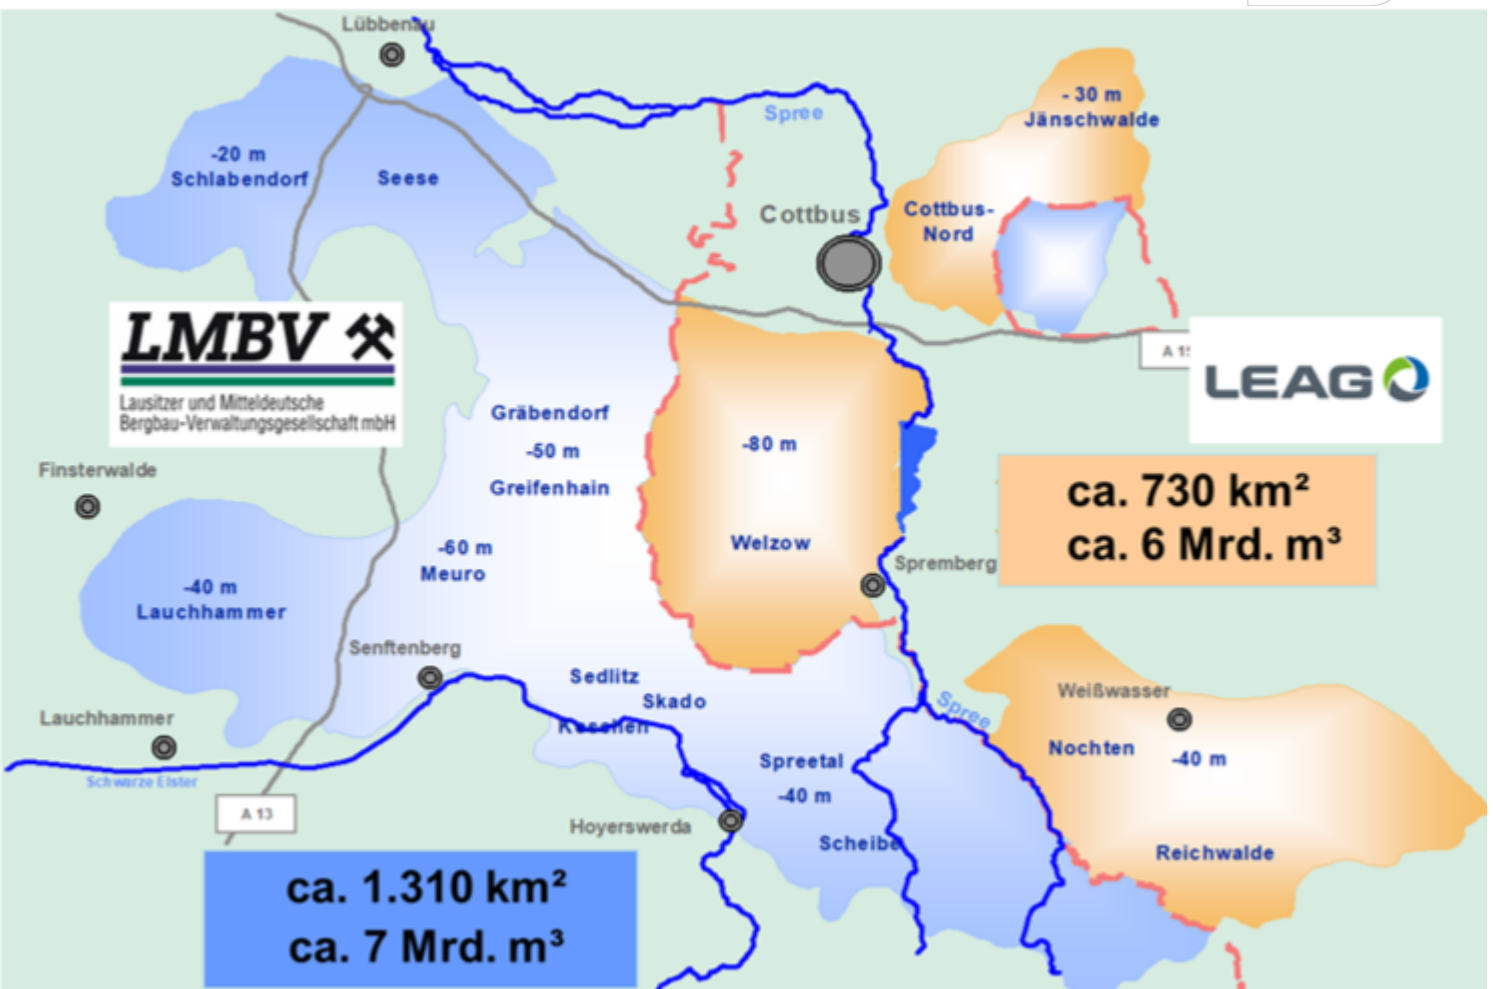 Lübbenau
Spree
- 30 m
Jänschwalde
-20 m
Schlabendorf
Seese
Cottbus
Cottbus-
Nord
LMBV
Lausitzer und Mitteldeutsche
Bergbau-Verwaltungsgesellschaft mbH
A 15
LEAG
Gräbendorf
-50 m
Greifenhain
-80 m
Finsterwalde
ca. 730 km²
ca. 6 Mrd. m³
-60 m
Meuro
Welzow
Spremberg
-40 m
Lauchhammer
Senftenberg
Sedlitz
Skado
Koschen
Spree
Weißwasser
Nochten
-40 m
Lauchhammer
Schwarze Elster
Spreetal
-40 m
A 13
Hoyerswerda
Scheibe
Reichwalde
ca. 1.310 km²
ca. 7 Mrd. m³